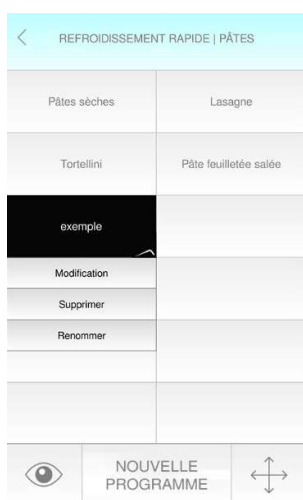 REFROIDISSEMENT RAPIDE | PÂTES
Pâtes sèches
Lasagne
Tortellini
Pâte feuilletée salée
exemple
Modification
Supprimer
Renommer
NOUVELLE
PROGRAMME